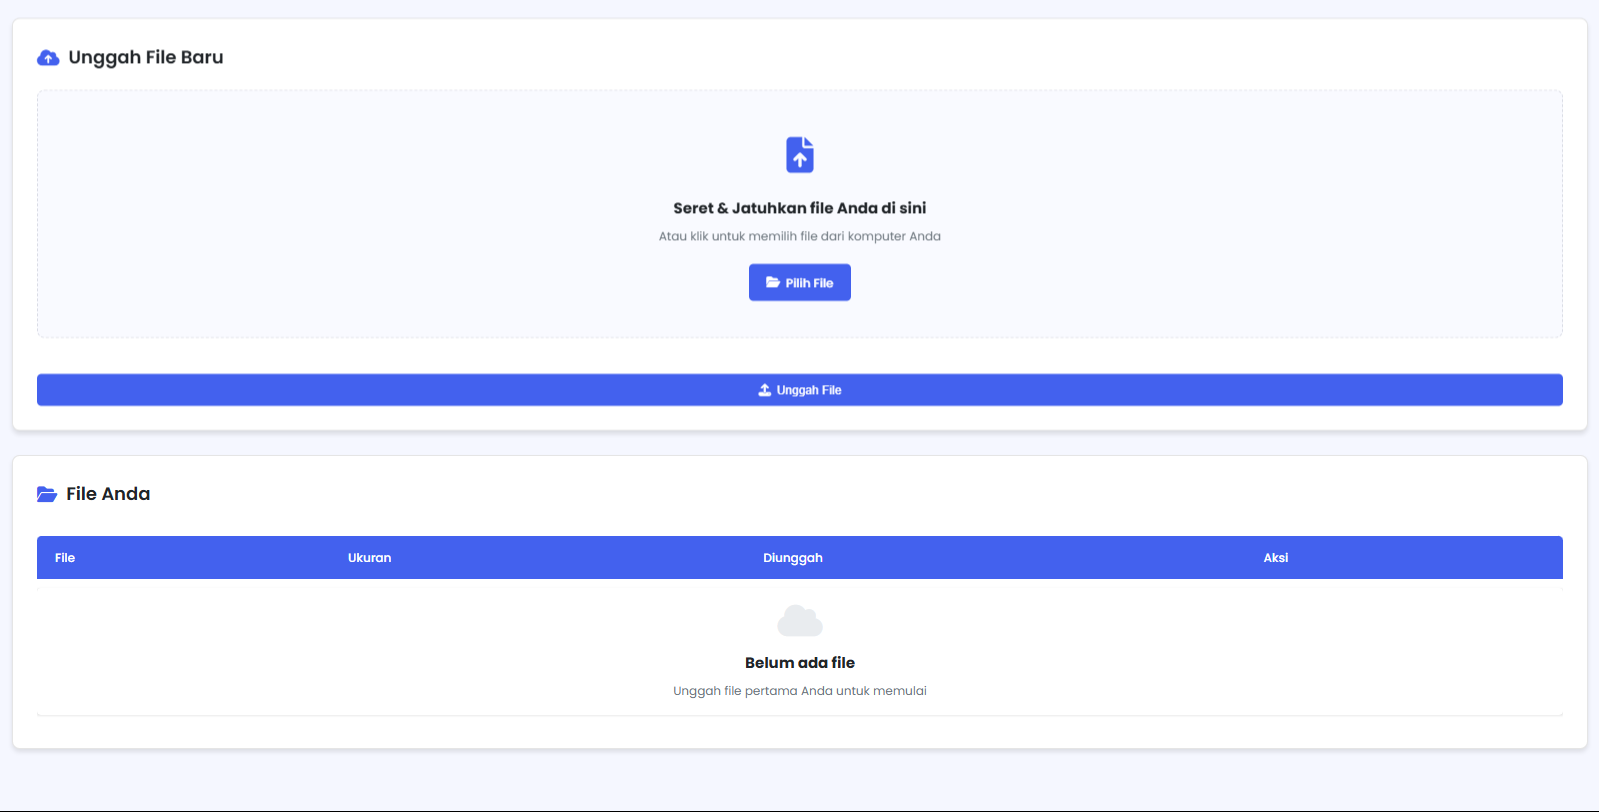 Unggah File Baru
Seret & Jatuhkan file Anda di sini
Atau klik untuk memilih file dari komputer Anda
Pilih File
Unggah File
File Anda
File Ukuran Diunggah Aksi
Belum ada file
Unggah file pertama Anda untuk memulai